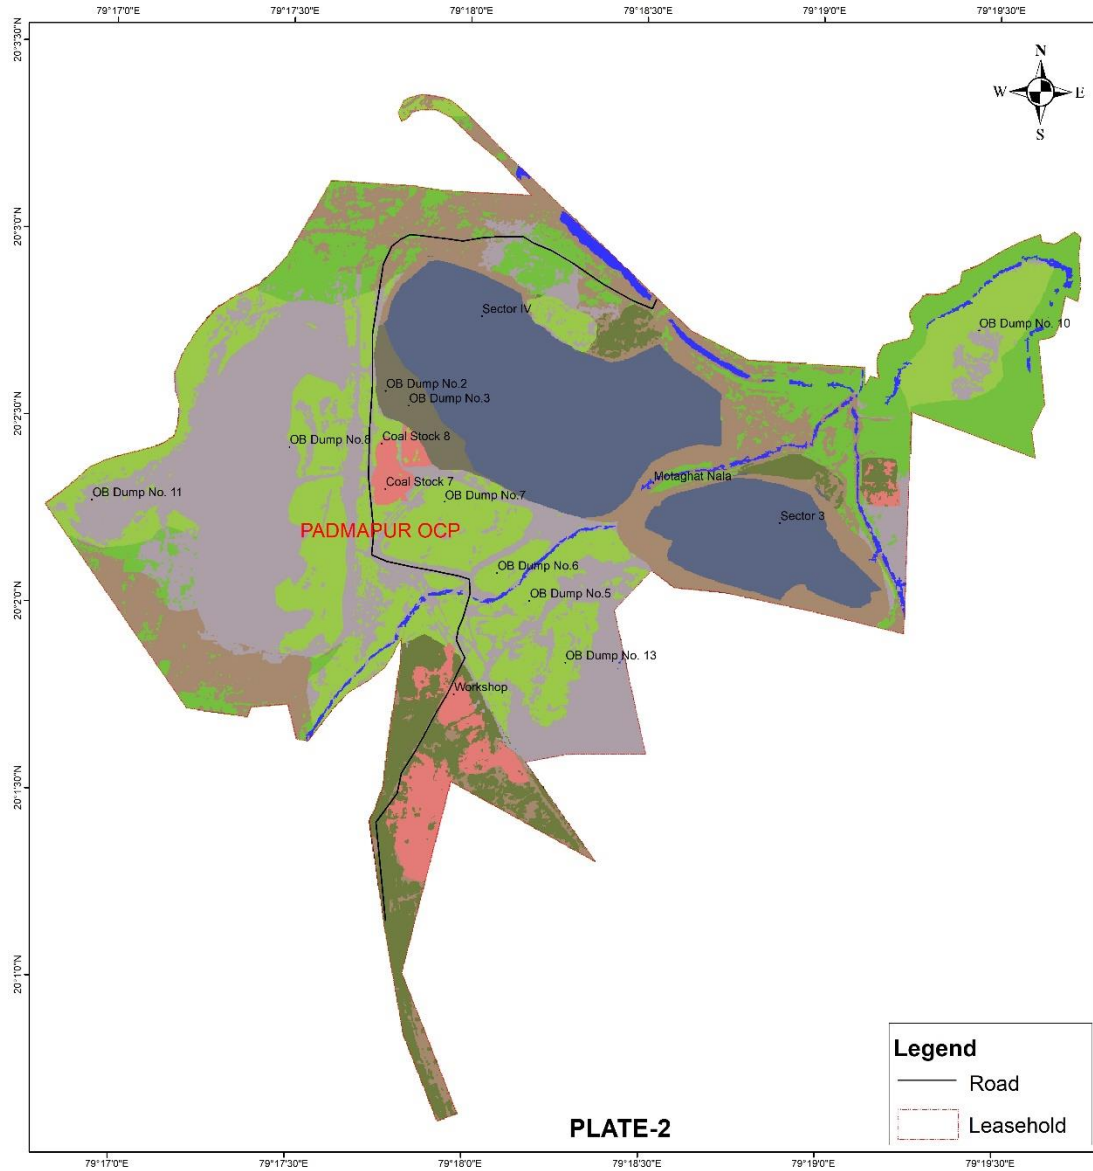 79°17'0"E
79°17'30"E
79°18'0"E
79°18'30"E
79°19'0"E
79°19'30"E
20°3'30"N
20°3'0"N
20°2'30"N
20°2'0"N
20°1'30"N
20°1'0"N
N
W
E
S
Sector IV
OB Dump No. 10
OB Dump No.2
OB Dump No.3
OB Dump No.8
Coal Stock 8
Coal Stock 7
Motaghat Nala
OB Dump No. 11
OB Dump No.7
Sector 3
PADMAPUR OCP
OB Dump No.6
OB Dump No.5
OB Dump No. 13
Workshop
Legend
Road
Leasehold
PLATE-2
79°17'0"E
79°17'30"E
79°18'0"E
79°18'30"E
79°19'0"E
79°19'30"E